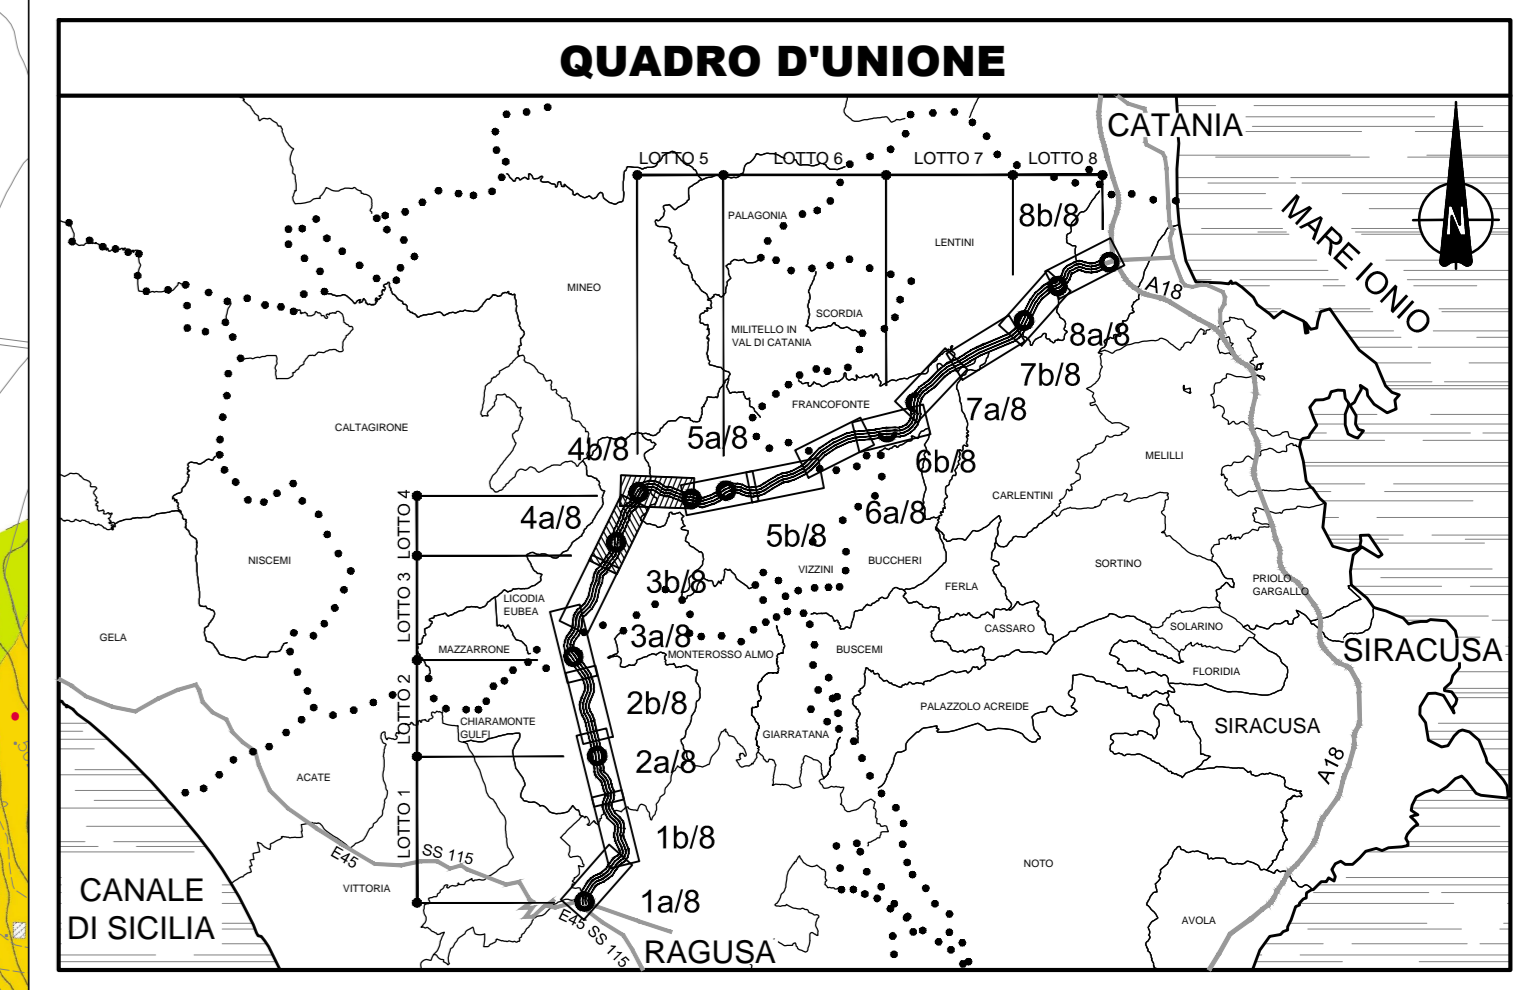 QUADRO D'UNIONE
CATANIA
LOTTO 5
LOTTO 6
LOTTO 7
LOTTO 8
8b/8
PALAGONIA
LENTINI
MARE IONIO
N
MINEO
A18
SCORDIA
MILITELLO IN
VAL DI CATANIA
8a/8
7b/8
FRANCOFONTE
7a/8
CALTAGIRONE
5a/8
4b/8
6b/8
MELILLI
CARLENTINI
LOTTO 4
4a/8
6a/8
5b/8
NISCEMI
VIZZINI
BUCCHERI
SORTINO
3b/8
FERLA
PRIOLO
GARGALLO
LOTTO 3
LICODIA
EUBEA
GELA
3a/8
CASSARO
SOLARINO
MAZZARRONE
MONTEROSSO ALMO
BUSCEMI
SIRACUSA
FLORIDIA
LOTTO 2
2b/8
PALAZZOLO ACREIDE
CHIARAMONTE
GULFI
GIARRATANA
SIRACUSA
ACATE
2a/8
A18
LOTTO 1
1b/8
E45
SS 115
NOTO
CANALE
DI SICILIA
VITTORIA
1a/8
E45 SS 115
RAGUSA
AVOLA